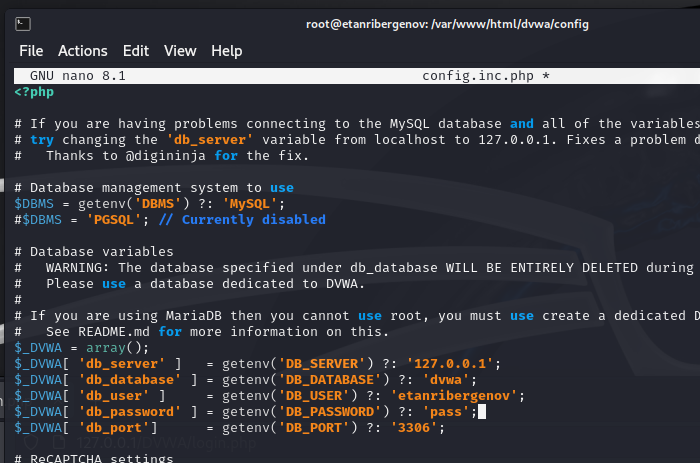 root@etanribergenov: /var/www/html/dvwa/config
File Actions Edit View Help
GNU nano 8.1 config.inc.php *
<?php
# If you are having problems connecting to the MySQL database and all of the variables
# try changing the 'db_server' variable from localhost to 127.0.0.1. Fixes a problem d
#   Thanks to @digininja for the fix.
# Database management system to use
$DBMS = getenv('DBMS') ?: 'MySQL';
#$DBMS = 'PGSQL'; // Currently disabled
# Database variables
#   WARNING: The database specified under db_database WILL BE ENTIRELY DELETED during
#   Please use a database dedicated to DVWA.
#
# If you are using MariaDB then you cannot use root, you must use create a dedicated D
#   See README.md for more information on this.
$_DVWA = array();
$_DVWA[ 'db_server' ]   = getenv('DB_SERVER') ?: '127.0.0.1';
$_DVWA[ 'db_database' ] = getenv('DB_DATABASE') ?: 'dvwa';
$_DVWA[ 'db_user' ]     = getenv('DB_USER') ?: 'etanribergenov';
$_DVWA[ 'db_password' ] = getenv('DB_PASSWORD') ?: 'pass';
$_DVWA[ 'db_port']      = getenv('DB_PORT') ?: '3306';
127.0.0.1/DVWA/login.php
# ReCAPTCHA settings